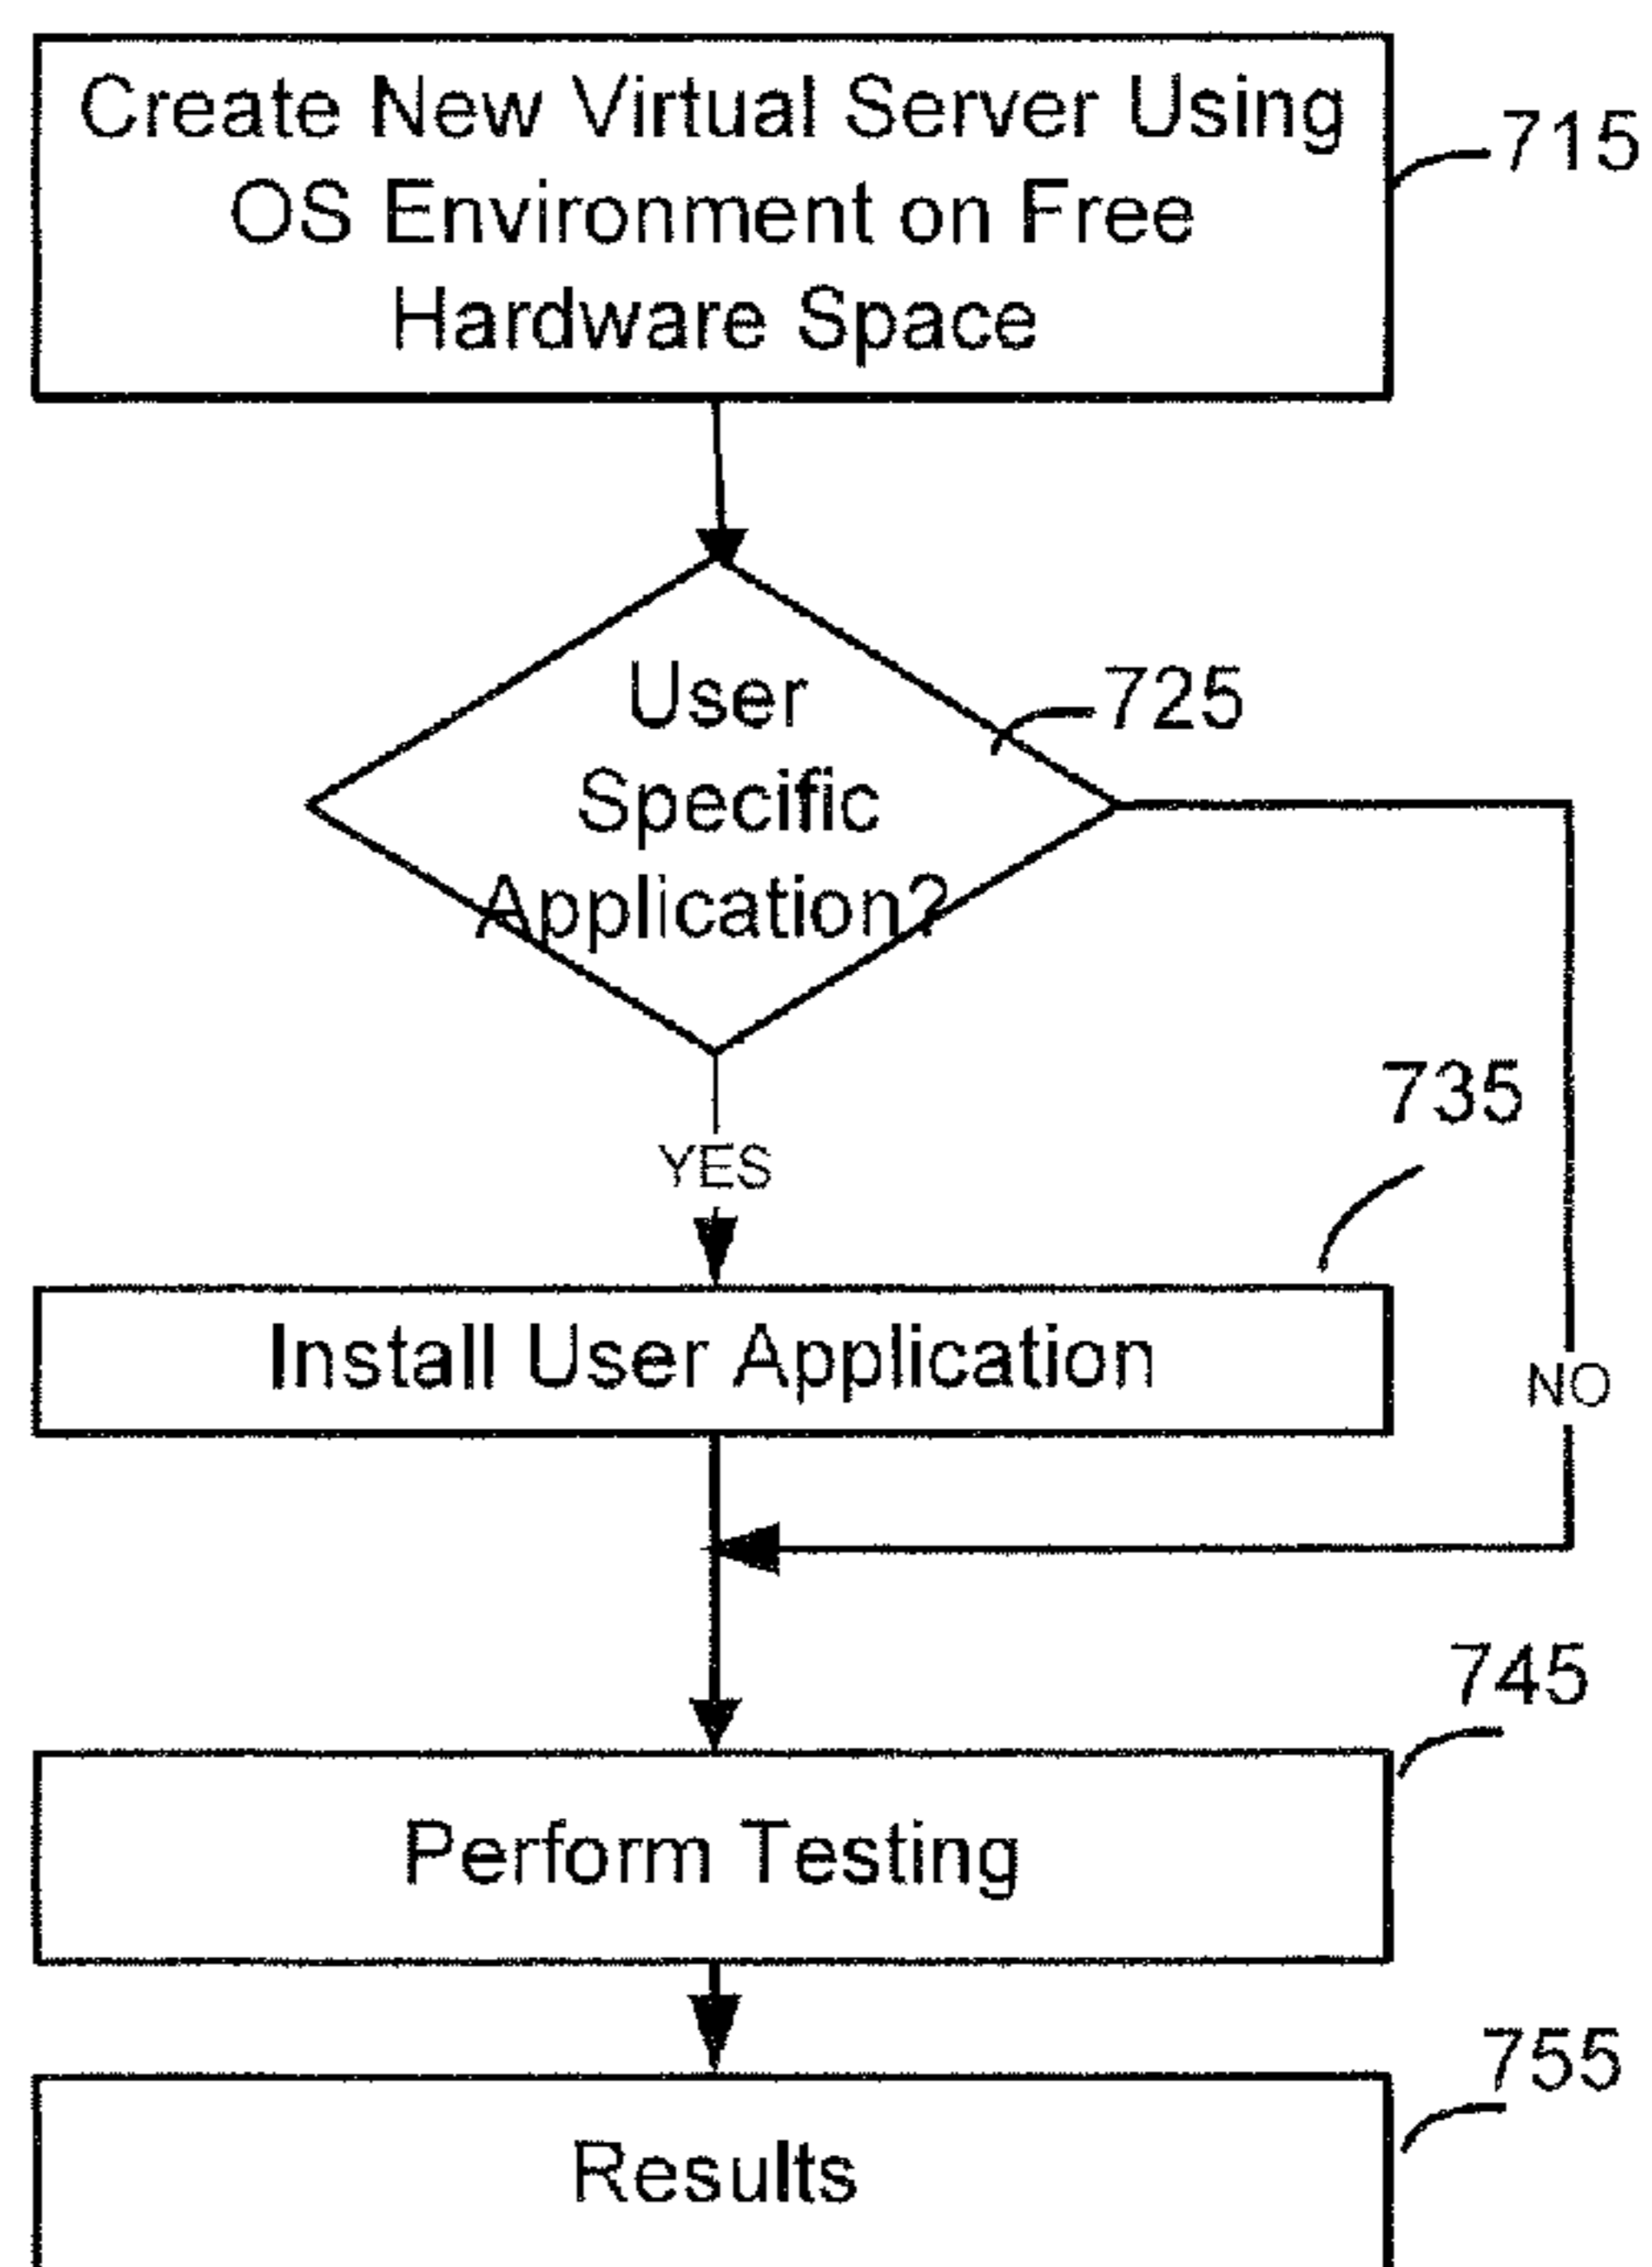 Create New Virtual Server Using
OS Environment on Free
Hardware Space
715
User
Specific
Application?
725
YES
735
Install User Application
NO
745
Perform Testing
755
Results